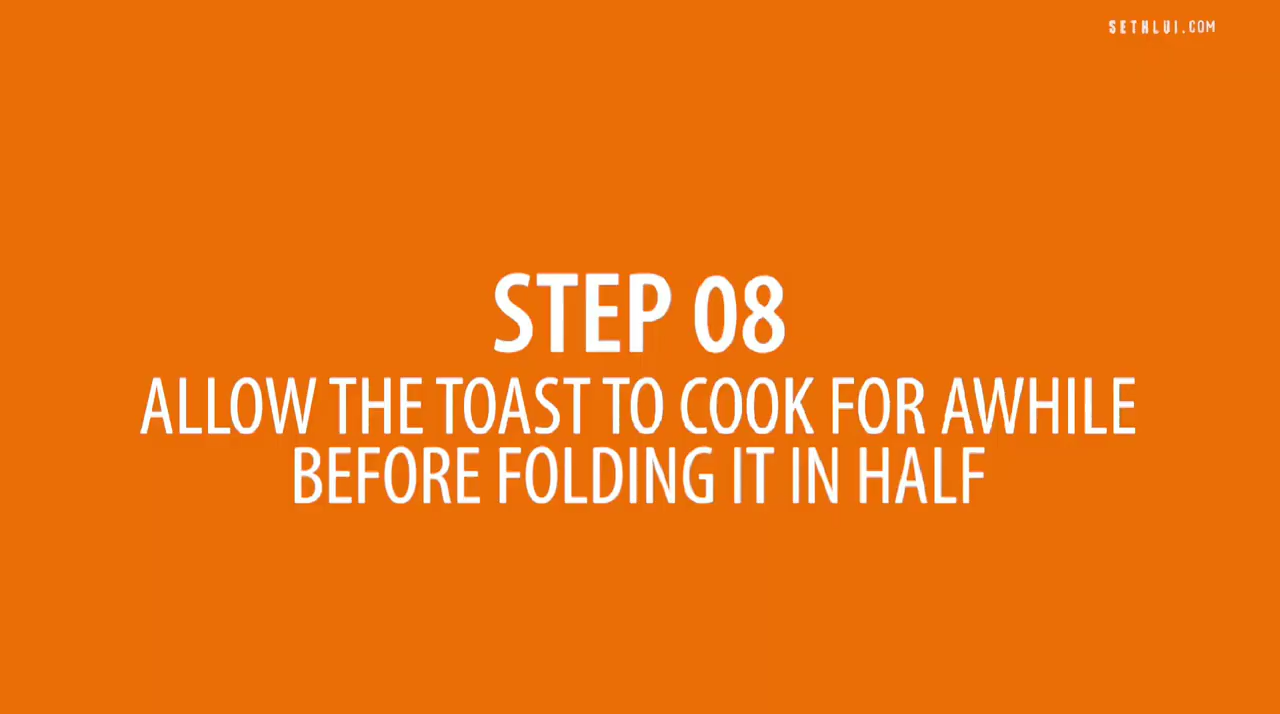 SETHLUI.COM
STEP 08
ALLOW THE TOAST TO COOK FOR AWHILE
BEFORE FOLDING IT IN HALF